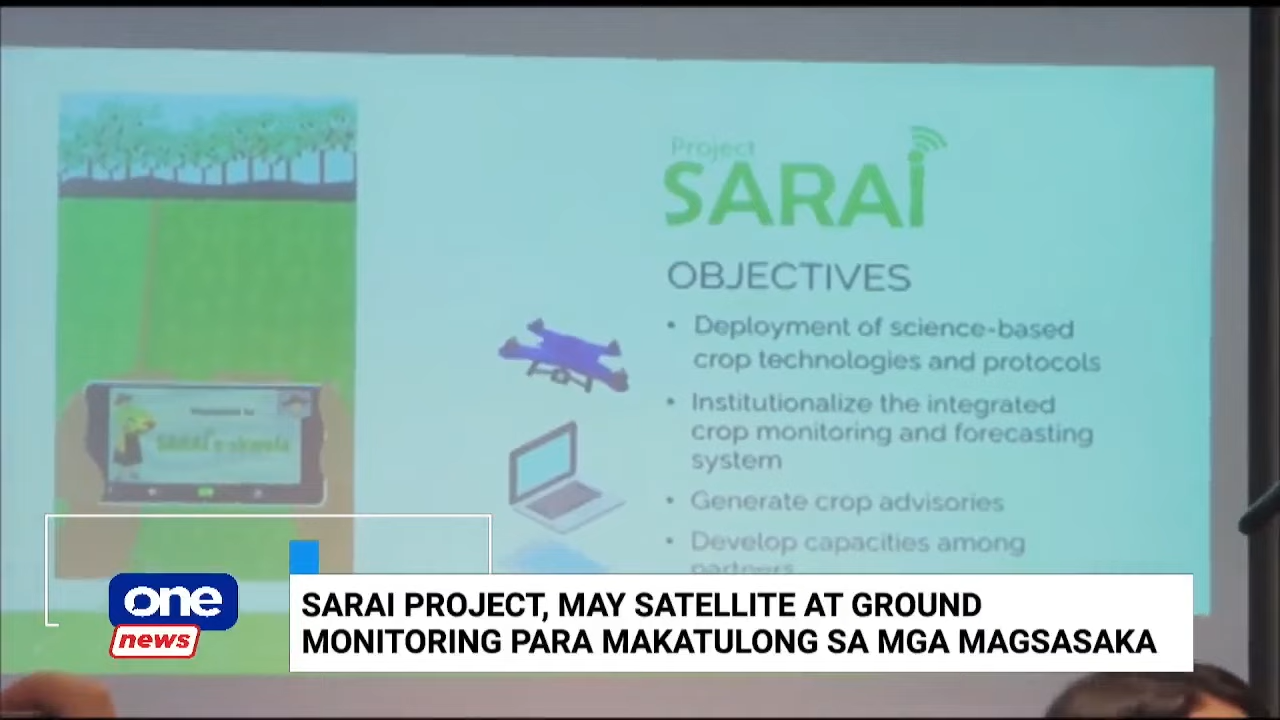 Project
SARAI
OBJECTIVES
• Deployment of science-based
crop technologies and protocols
• Institutionalize the integrated
crop monitoring and forecasting
system
• Generate crop advisories
• Develop capacities among
partners
one
news
SARAI PROJECT, MAY SATELLITE AT GROUND
MONITORING PARA MAKATULONG SA MGA MAGSASAKA